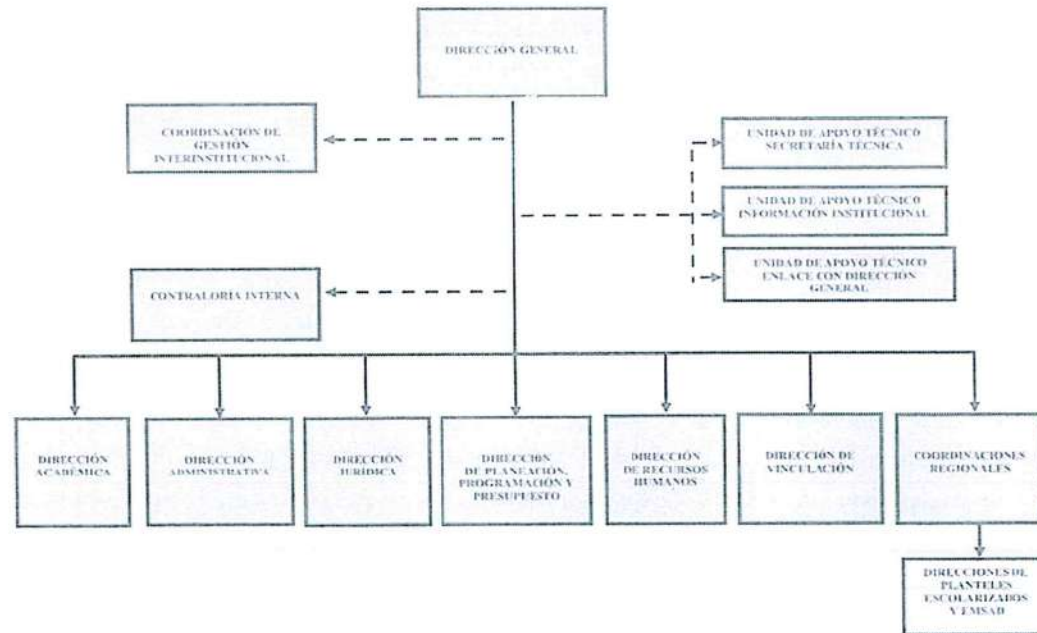 DIRECCIÓN GENERAL
COORDINACIÓN DE
GESTIÓN
INTERINSTITUCIONAL
UNIDAD DE APOYO TÉCNICO
SECRETARÍA TÉCNICA
UNIDAD DE APOYO TÉCNICO
INFORMACIÓN INSTITUCIONAL
UNIDAD DE APOYO TÉCNICO
ENLACE CON DIRECCIÓN
GENERAL
CONTRALORÍA INTERNA
DIRECCIÓN
ACADÉMICA
DIRECCIÓN
ADMINISTRATIVA
DIRECCIÓN
JURÍDICA
DIRECCIÓN
DE PLANEACIÓN,
PROGRAMACIÓN Y
PRESUPUESTO
DIRECCIÓN
DE RECURSOS
HUMANOS
DIRECCIÓN DE
VINCULACIÓN
COORDINACIONES
REGIONALES
DIRECCIONES DE
PLANTELES
ESCOLARIZADOS
Y EMSAD